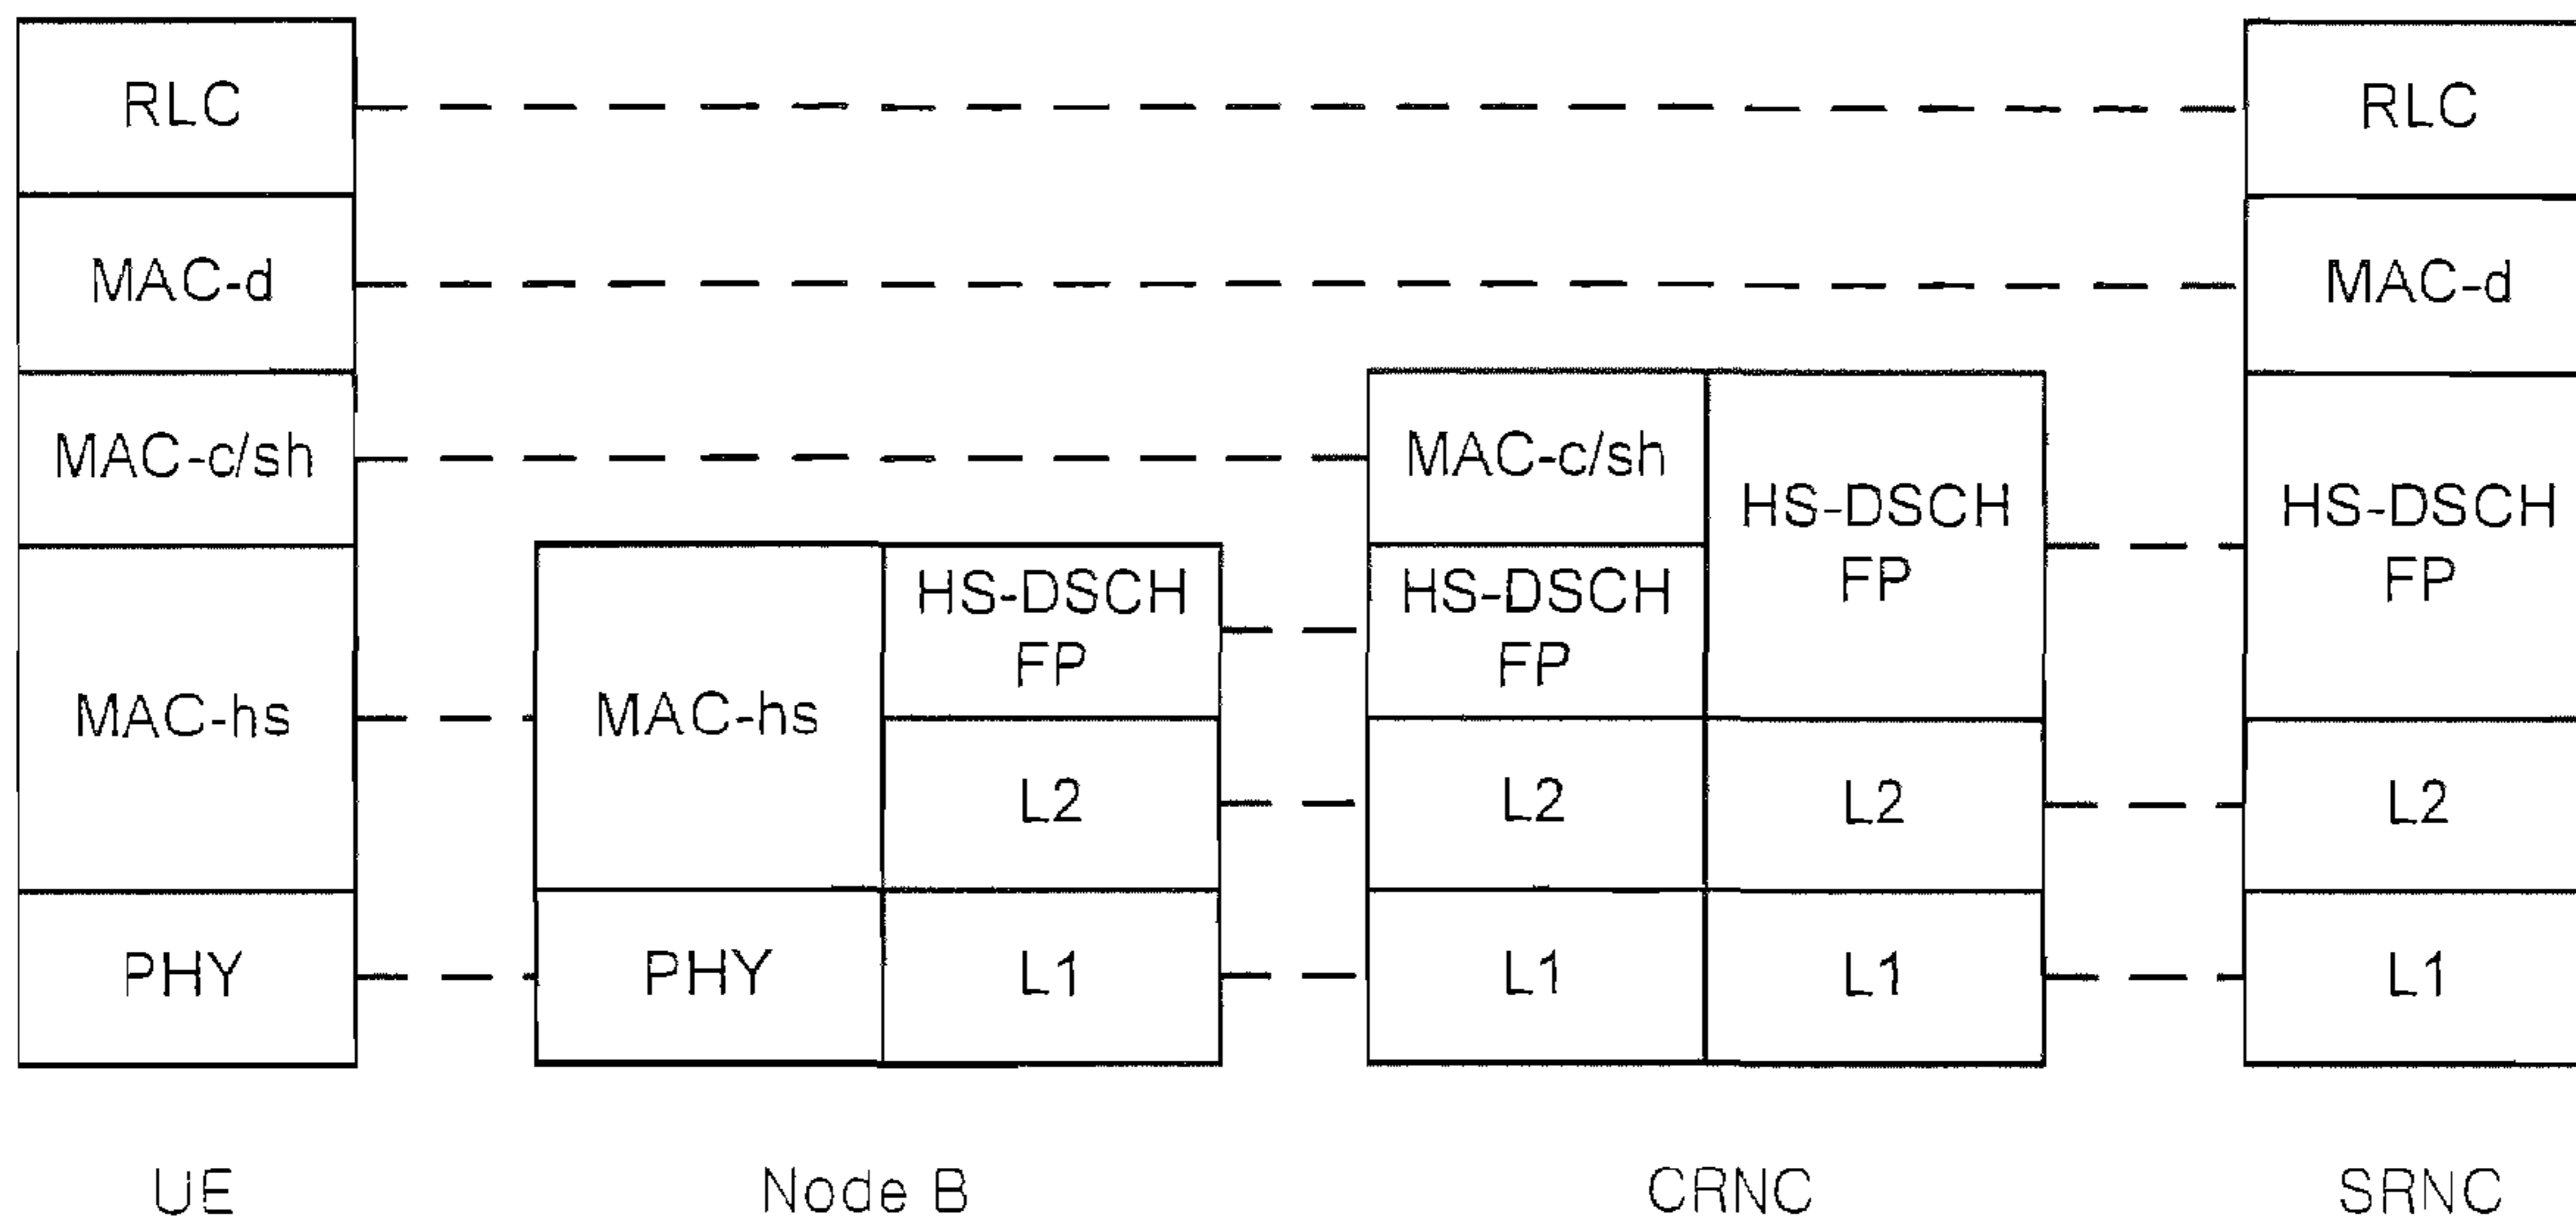 RLC
RLC
MAC-d
MAC-d
MAC-c/sh
MAC-c/sh
HS-DSCH
FP
HS-DSCH
FP
MAC-hs
MAC-hs
HS-DSCH
FP
HS-DSCH
FP
L2
L2
L2
L2
PHY
PHY
L1
L1
L1
L1
UE
Node B
CRNC
SRNC